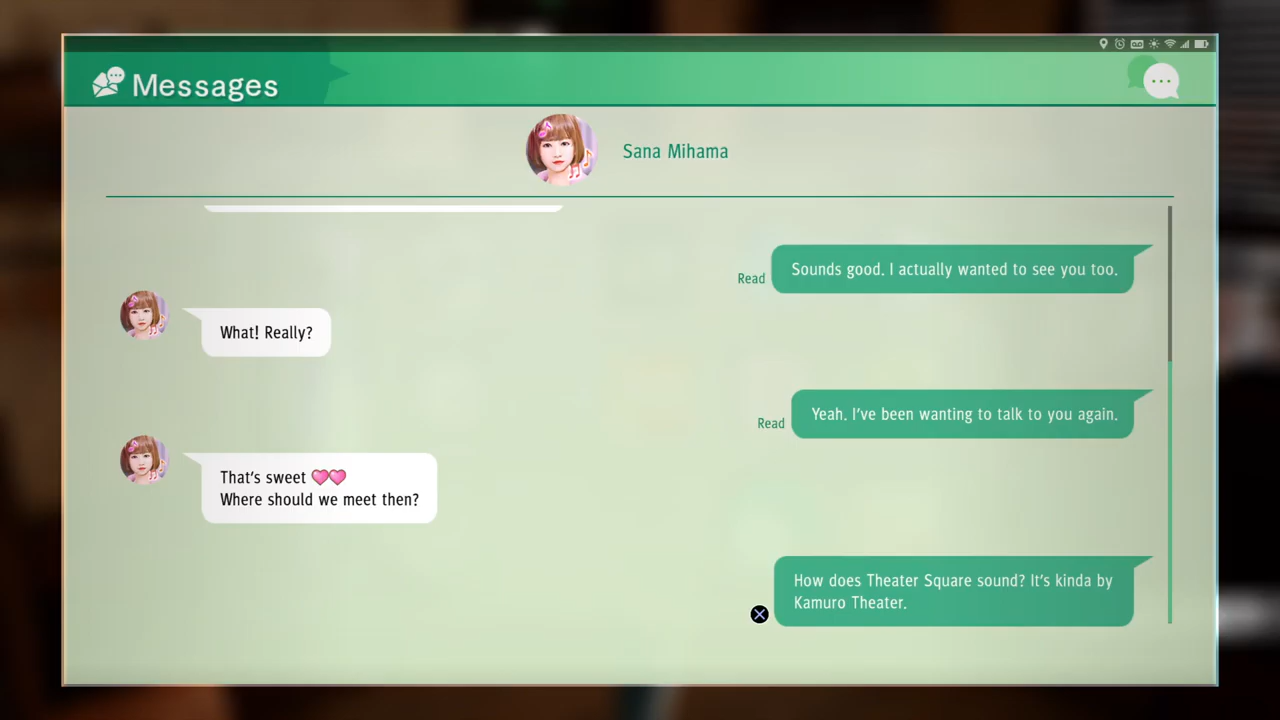 Messages
Sana Mihama
Sounds good. I actually wanted to see you too.
Read
What! Really?
Yeah. I've been wanting to talk to you again.
Read
That's sweet 💗💗
Where should we meet then?
How does Theater Square sound? It's kinda by
Kamuro Theater.